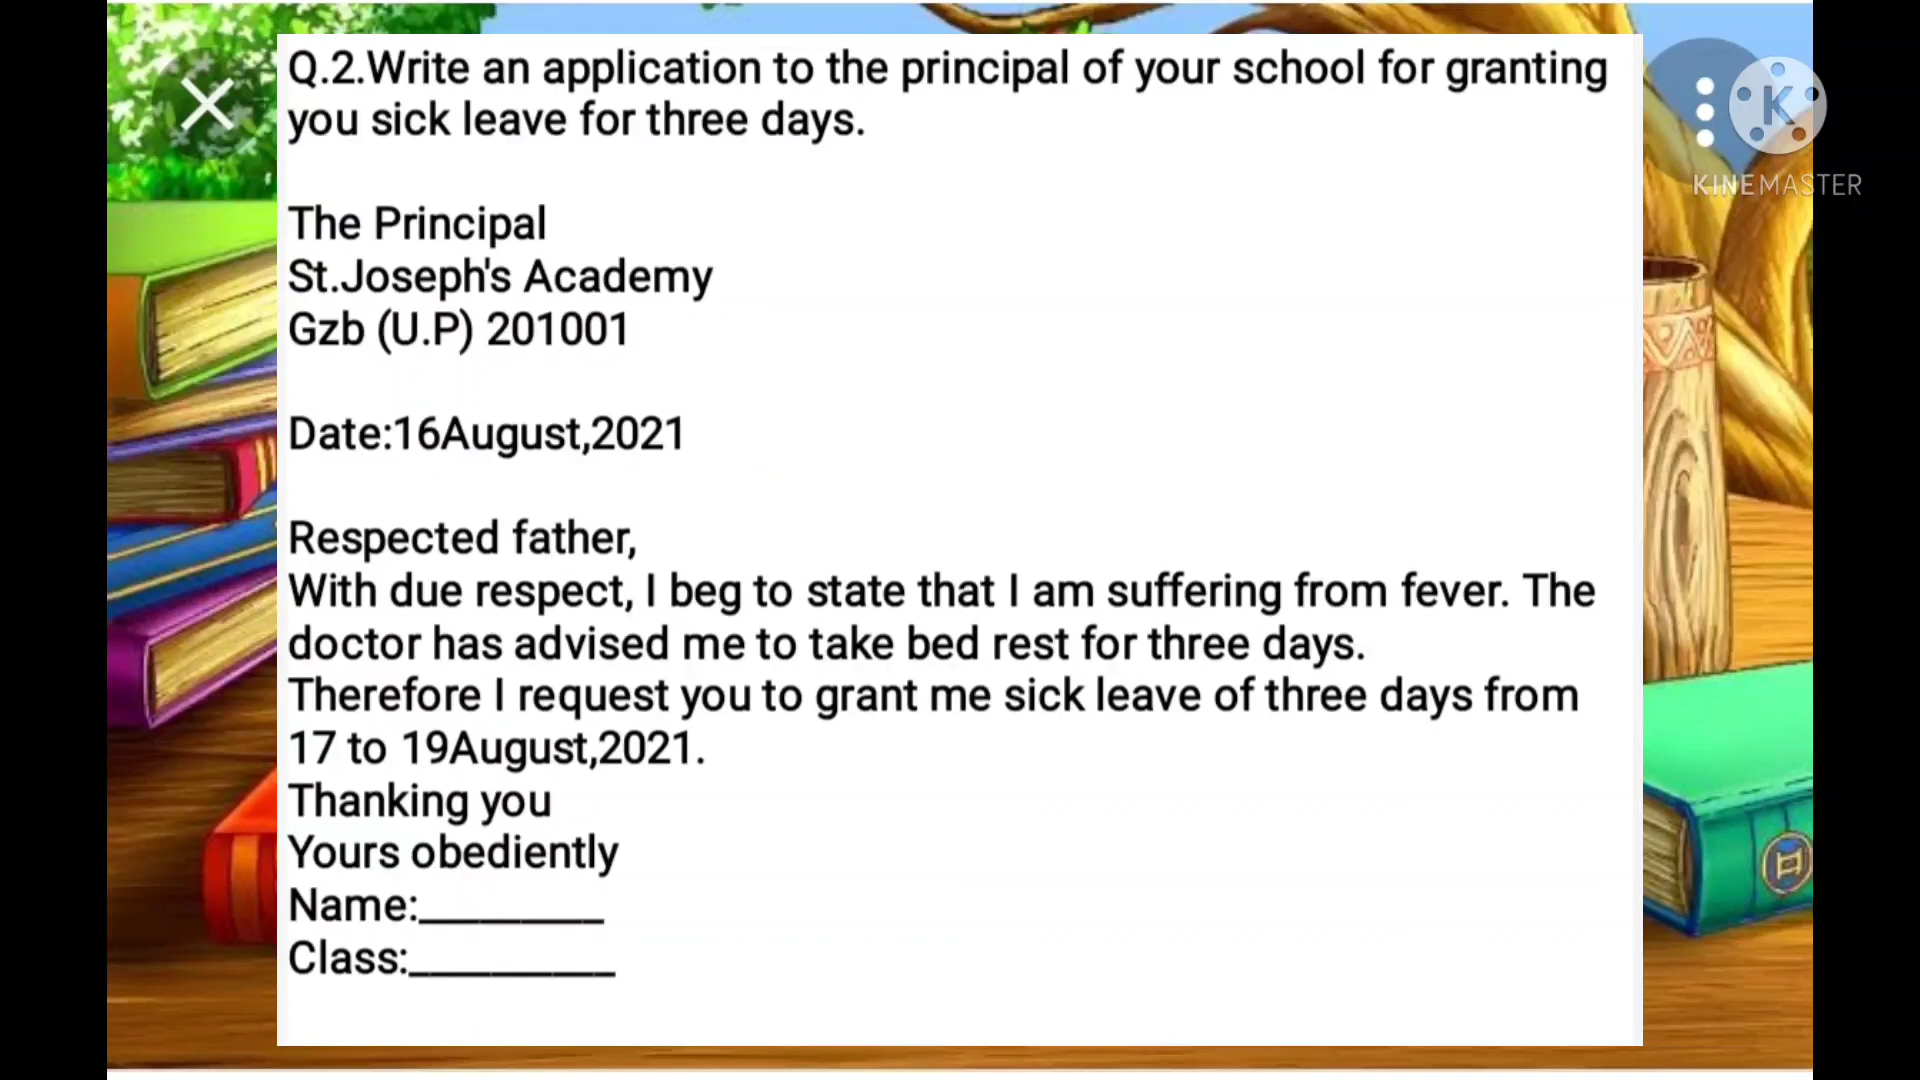 Q.2.Write an application to the principal of your school for granting
you sick leave for three days.
The Principal
St.Joseph's Academy
Gzb (U.P) 201001
Date:16August,2021
Respected father,
With due respect, I beg to state that I am suffering from fever. The
doctor has advised me to take bed rest for three days.
Therefore I request you to grant me sick leave of three days from
17 to 19August,2021.
Thanking you
Yours obediently
Name:_________
Class:__________
K
KINEMASTER